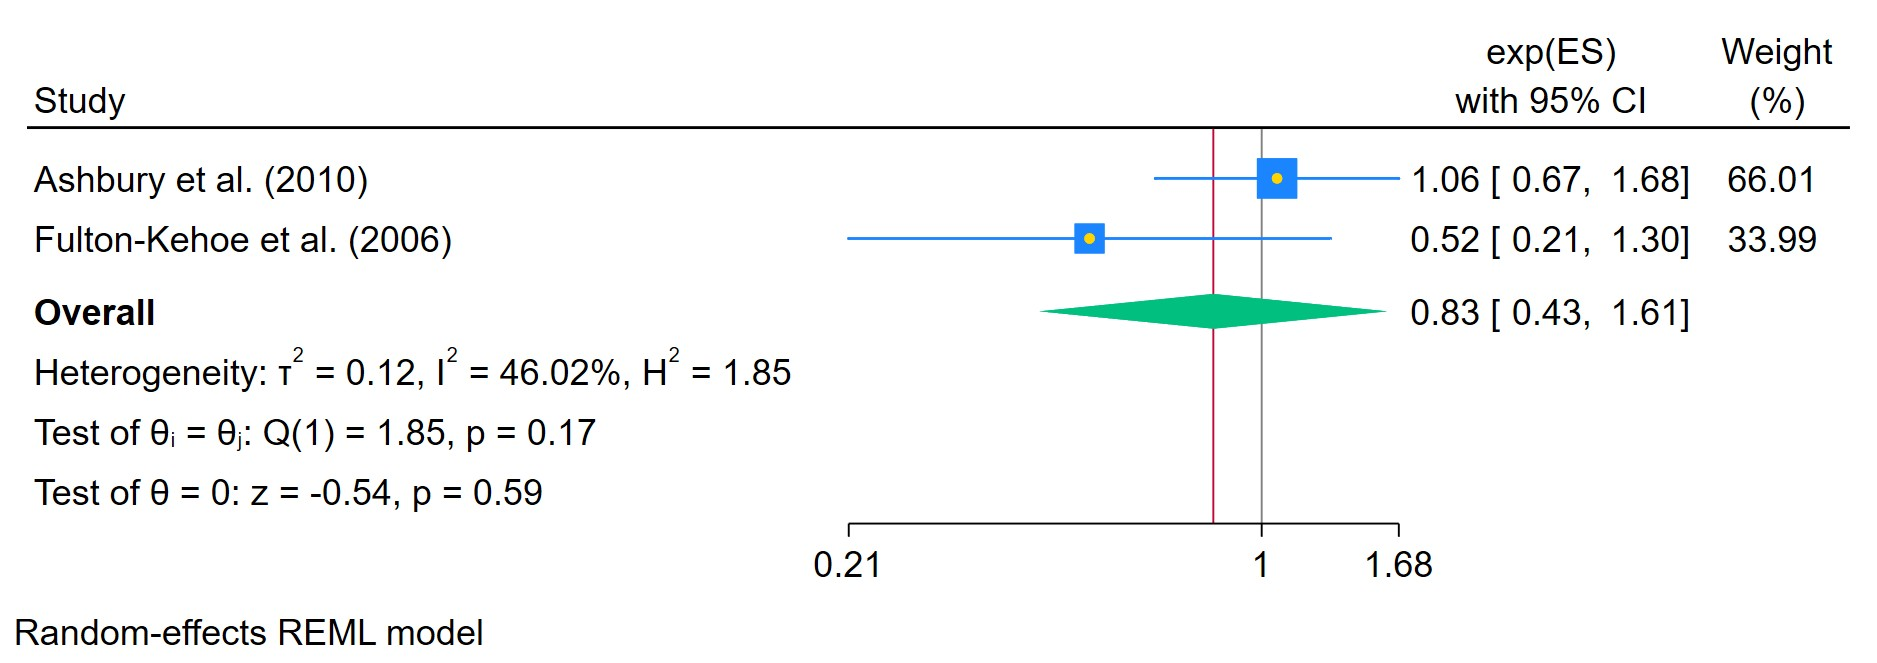 exp(ES) Weight
Study with 95% CI (%)
Ashbury et al. (2010) 1.06 [ 0.67, 1.68] 66.01
Fulton-Kehoe et al. (2006) 0.52 [ 0.21, 1.30] 33.99
Overall 0.83 [ 0.43, 1.61]
Heterogeneity: τ² = 0.12, I² = 46.02%, H² = 1.85
Test of θᵢ = θⱼ: Q(1) = 1.85, p = 0.17
Test of θ = 0: z = -0.54, p = 0.59
0.21 1 1.68
Random-effects REML model